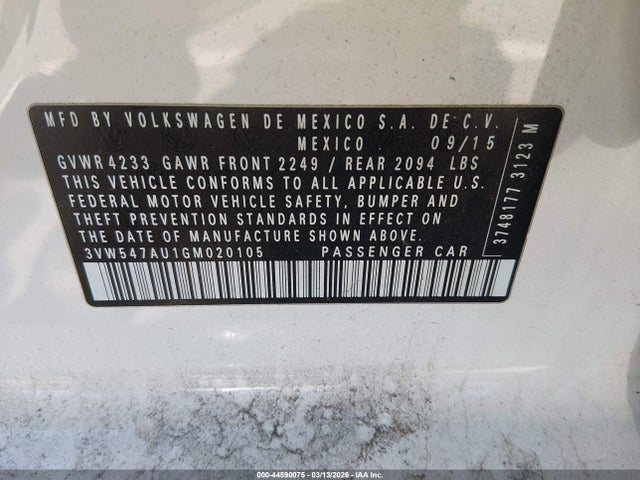 MFD BY VOLKSWAGEN DE MEXICO S.A. DE C.V.
MEXICO 09/15
GVWR 4233 GAWR FRONT 2249 / REAR 2094 LBS
THIS VEHICLE CONFORMS TO ALL APPLICABLE U.S.
FEDERAL MOTOR VEHICLE SAFETY, BUMPER AND
THEFT PREVENTION STANDARDS IN EFFECT ON
THE DATE OF MANUFACTURE SHOWN ABOVE.
3VW547AU1GM020105 PASSENGER CAR
3748177 3123 M
000-44590075 | 03/13/2026 | IAA Inc.